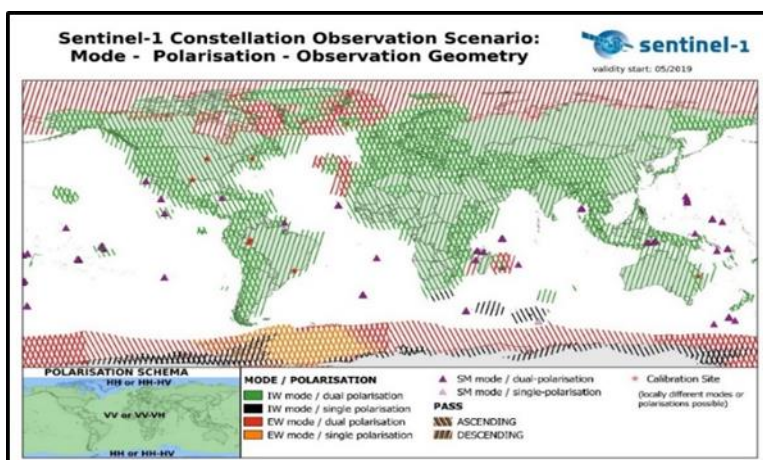 Sentinel-1 Constellation Observation Scenario:
Mode - Polarisation - Observation Geometry
sentinel-1
validity start: 05/2019
POLARISATION SCHEMA
HH or HH-HV
VV or VV-VH
HH or HH-HV
MODE / POLARISATION
IW mode / dual polarisation
IW mode / single polarisation
EW mode / dual polarisation
EW mode / single polarisation
SM mode / dual-polarisation
SM mode / single-polarisation
PASS
ASCENDING
DESCENDING
Calibration Site
(locally different modes or
polarisations possible)